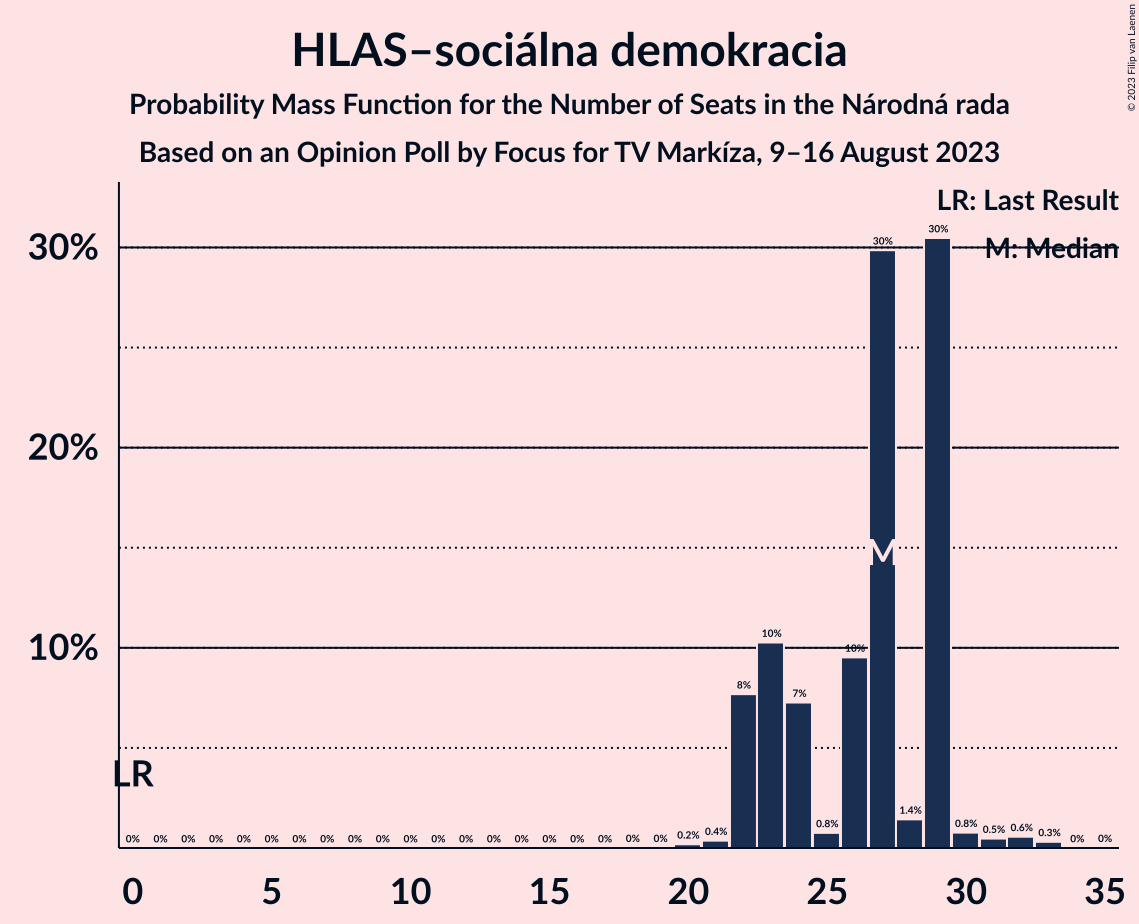 HLAS–sociálna demokracia
Probability Mass Function for the Number of Seats in the Národná rada
Based on an Opinion Poll by Focus for TV Markíza, 9–16 August 2023
© 2023 Filip van Laenen
LR: Last Result
M: Median
30%
20%
10%
30%
30%
M
10%
10%
8%
7%
LR
0% 0% 0% 0% 0% 0% 0% 0% 0% 0% 0% 0% 0% 0% 0% 0% 0% 0% 0% 0% 0.2% 0.4% 0.8% 1.4% 0.8% 0.5% 0.6% 0.3% 0% 0%
0 5 10 15 20 25 30 35